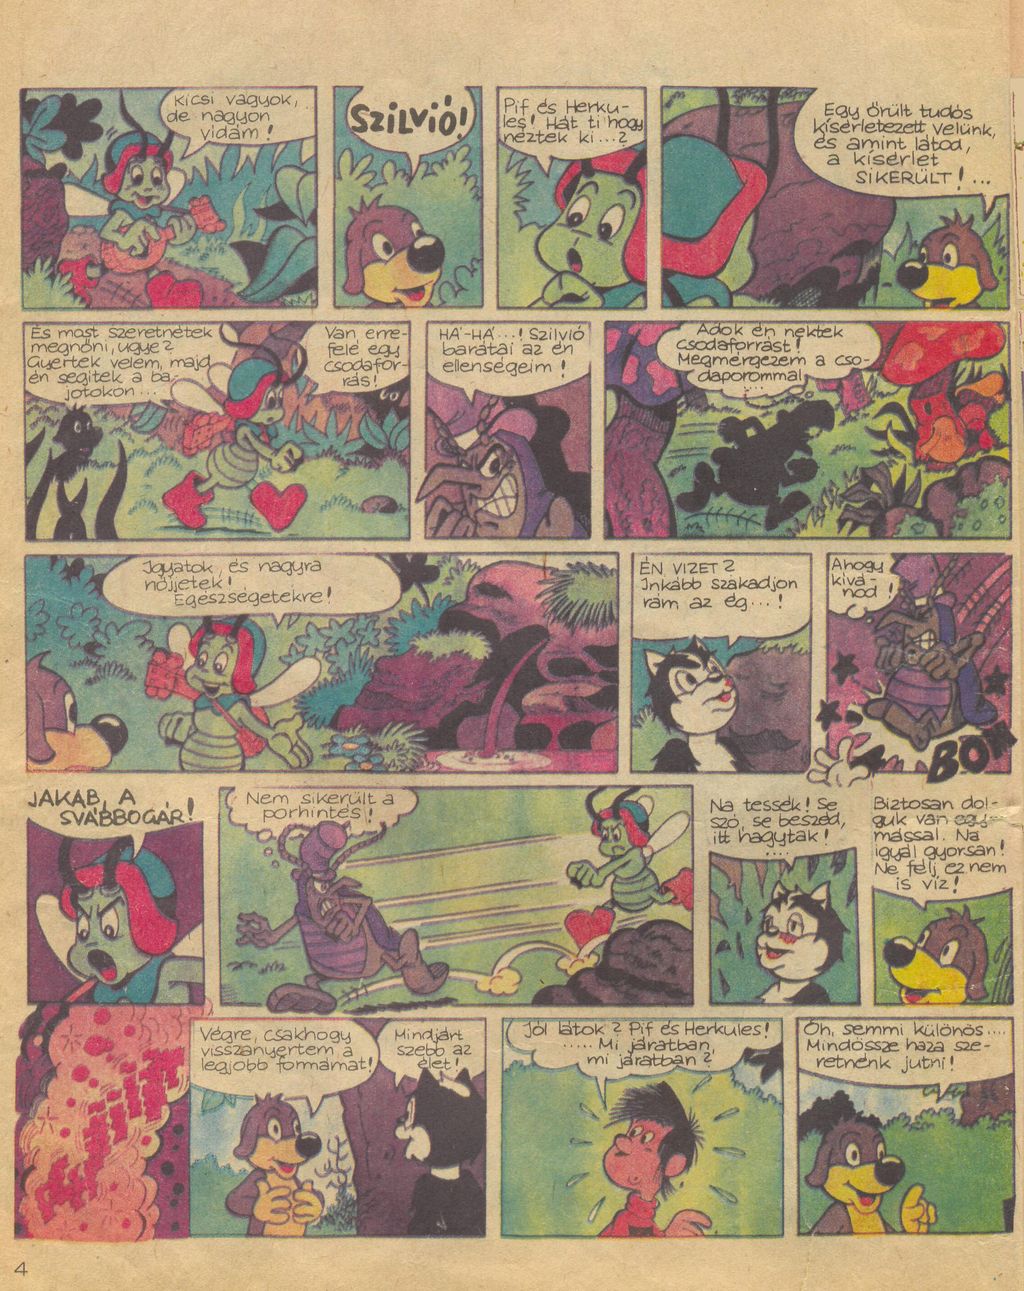 Kicsi vagyok,
de nagyon
vidám!
SZILVIÓ!
Pif és Herku-
les! Hát ti hogy
néztek ki...?
Egy őrült tudós
kisérletezett velünk,
és amint látod,
a kisérlet
SIKERÜLT!...
És most szeretnétek
megnőni, ugye?
Gyertek velem, majd
én segitek a ba-
jotokon...
Van erre-
felé egy
csodafor-
rás!
HA-HA...! Szilvió
barátai az én
ellenségeim!
Adok én nektek
csodaforrást!
Megmérgezem a cso-
daporommal
....
Igyatok, és nagyra
nőjjetek!
Egészségetekre!
ÉN VIZET?
Inkább szakadjon
rám az ég...!
Ahogy
kivá-
nod!
BOM
JAKAB, A
SVÁBBOGÁR!
Nem sikerült a
porhintés!
Na tessék! Se
szó, se beszéd,
itt hagytak!
....
Biztosan dol-
guk van egy-
mással. Na
igyál gyorsan!
Ne félj, ez nem
is viz!
Végre, csakhogy
visszanyertem a
legjobb formámat!
Mindjárt
szebb az
élet!
Jól látok? Pif és Herkules!
..... Mi járatban,
mi járatban?
Óh, semmi különös....
Mindössze haza sze-
retnénk jutni!
4